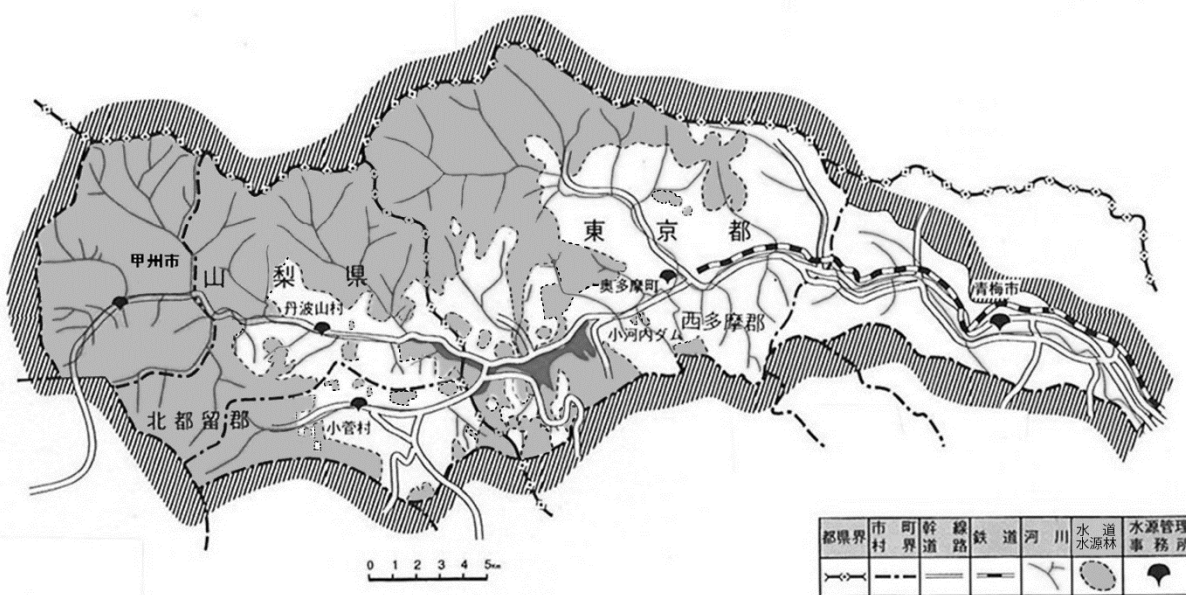 東京都
甲州市
山梨県
奥多摩町
青梅市
丹波山村
小河内ダム
西多摩郡
北都留郡
小菅村
0 1 2 3 4 5Km
都県界
市町村界
幹線道路
鉄道
河川
水道水源林
水源管理事務所